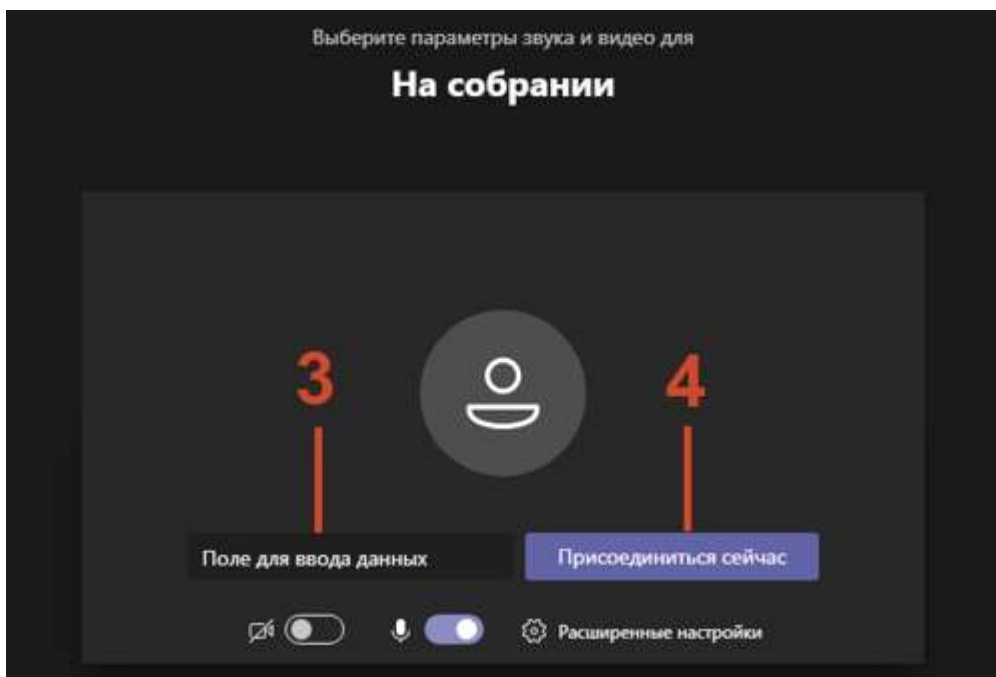 Выберите параметры звука и видео для
На собрании
3
4
Поле для ввода данных
Присоединиться сейчас
Расширенные настройки